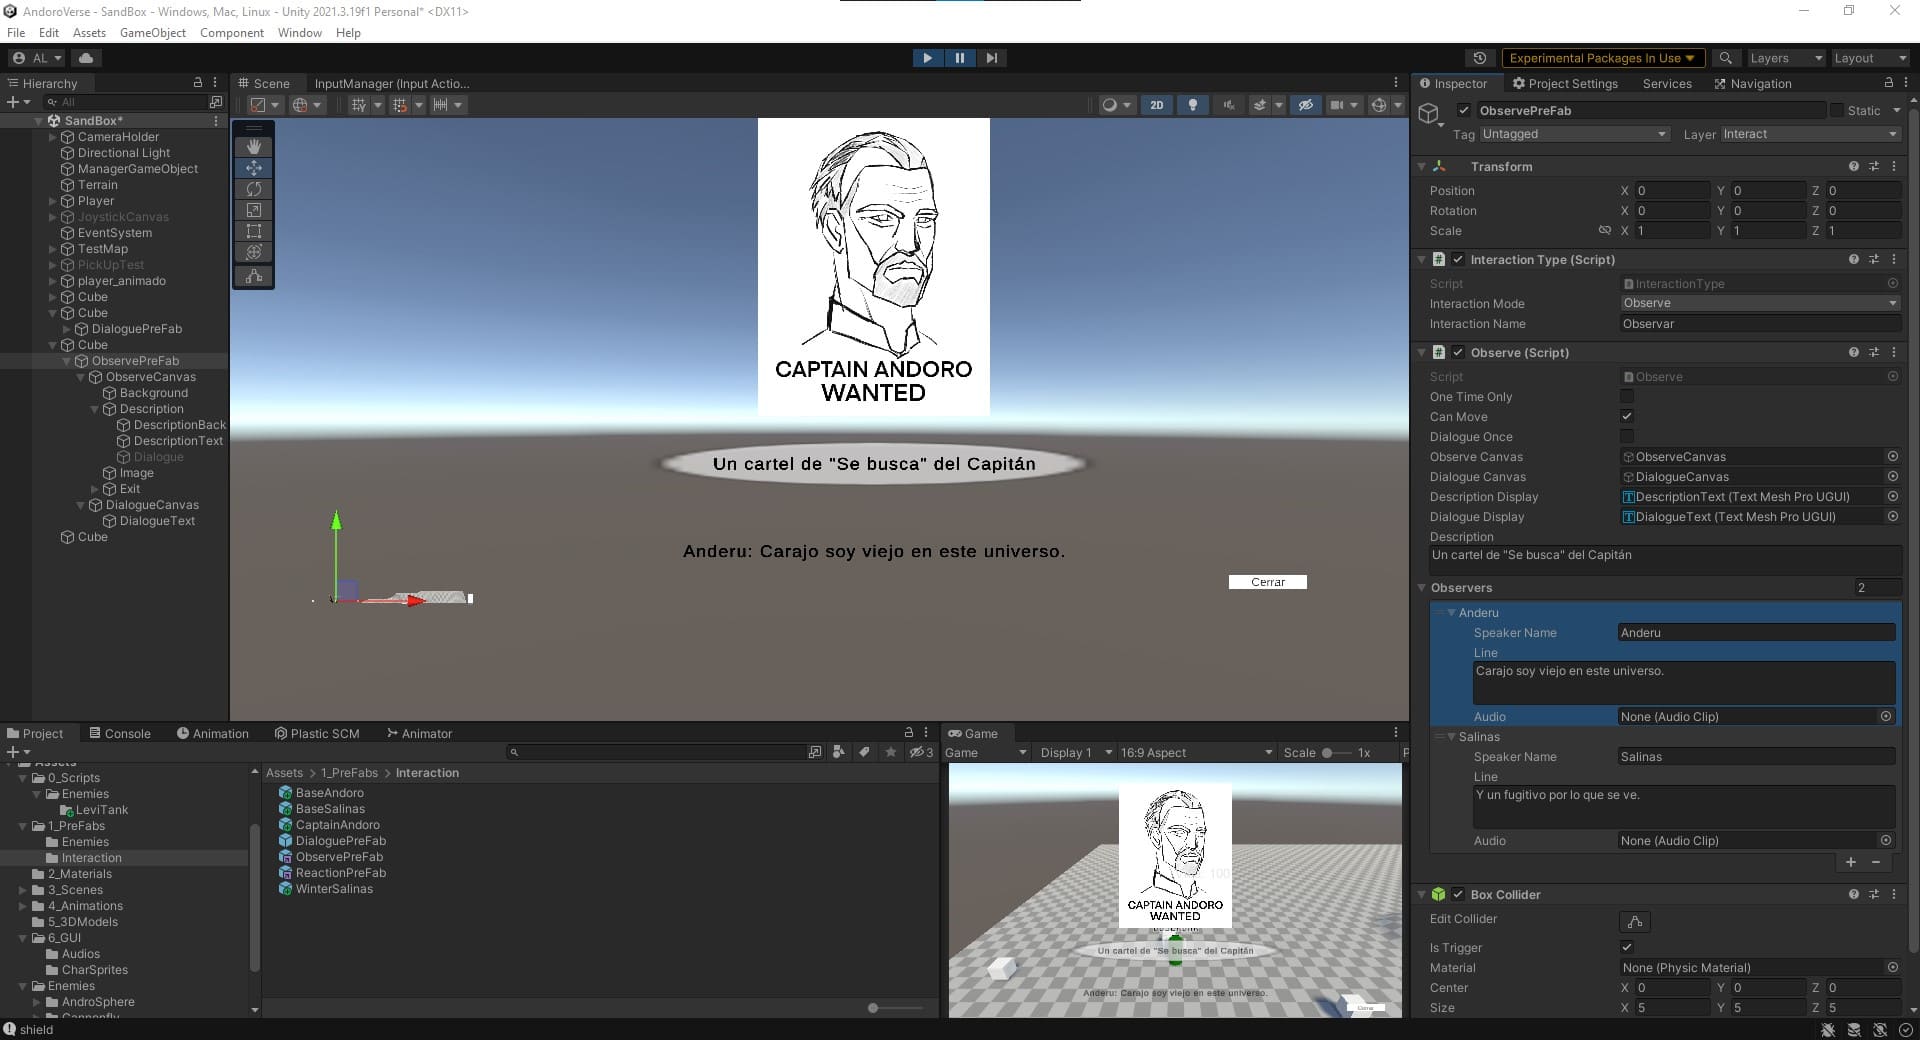 AndoroVerse - SandBox - Windows, Mac, Linux - Unity 2021.3.19f1 Personal* <DX11>
File Edit Assets GameObject Component Window Help
AL
Experimental Packages In Use
Layers
Layout
Hierarchy
All
SandBox*
CameraHolder
Directional Light
ManagerGameObject
Terrain
Player
JoystickCanvas
EventSystem
TestMap
PickUpTest
player_animado
Cube
Cube
DialoguePreFab
Cube
ObservePreFab
ObserveCanvas
Background
Description
DescriptionBack
DescriptionText
Dialogue
Image
Exit
DialogueCanvas
DialogueText
Cube
Scene
InputManager (Input Actio...
2D
CAPTAIN ANDORO
WANTED
Un cartel de "Se busca" del Capitán
Anderu: Carajo soy viejo en este universo.
Cerrar
Inspector
Project Settings
Services
Navigation
ObservePreFab
Static
Tag Untagged
Layer Interact
Transform
Position X 0 Y 0 Z 0
Rotation X 0 Y 0 Z 0
Scale X 1 Y 1 Z 1
Interaction Type (Script)
Script InteractionType
Interaction Mode Observe
Interaction Name Observar
Observe (Script)
Script Observe
One Time Only
Can Move
Dialogue Once
Observe Canvas ObserveCanvas
Dialogue Canvas DialogueCanvas
Description Display DescriptionText (Text Mesh Pro UGUI)
Dialogue Display DialogueText (Text Mesh Pro UGUI)
Description
Un cartel de "Se busca" del Capitán
Observers 2
Anderu
Speaker Name Anderu
Line
Carajo soy viejo en este universo.
Audio None (Audio Clip)
Salinas
Speaker Name Salinas
Line
Y un fugitivo por lo que se ve.
Audio None (Audio Clip)
Box Collider
Edit Collider
Is Trigger
Material None (Physic Material)
Center X 0 Y 0 Z 0
Size X 5 Y 5 Z 5
Project
Console
Animation
Plastic SCM
Animator
3
Assets
0_Scripts
Enemies
LeviTank
1_PreFabs
Enemies
Interaction
2_Materials
3_Scenes
4_Animations
5_3DModels
6_GUI
Audios
CharSprites
Enemies
AndroSphere
Cannonfly
Assets > 1_PreFabs > Interaction
BaseAndoro
BaseSalinas
CaptainAndoro
DialoguePreFab
ObservePreFab
ReactionPreFab
WinterSalinas
Game
Game Display 1 16:9 Aspect Scale 1x P
100
CAPTAIN ANDORO
WANTED
Un cartel de "Se busca" del Capitán
Anderu: Carajo soy viejo en este universo.
shield